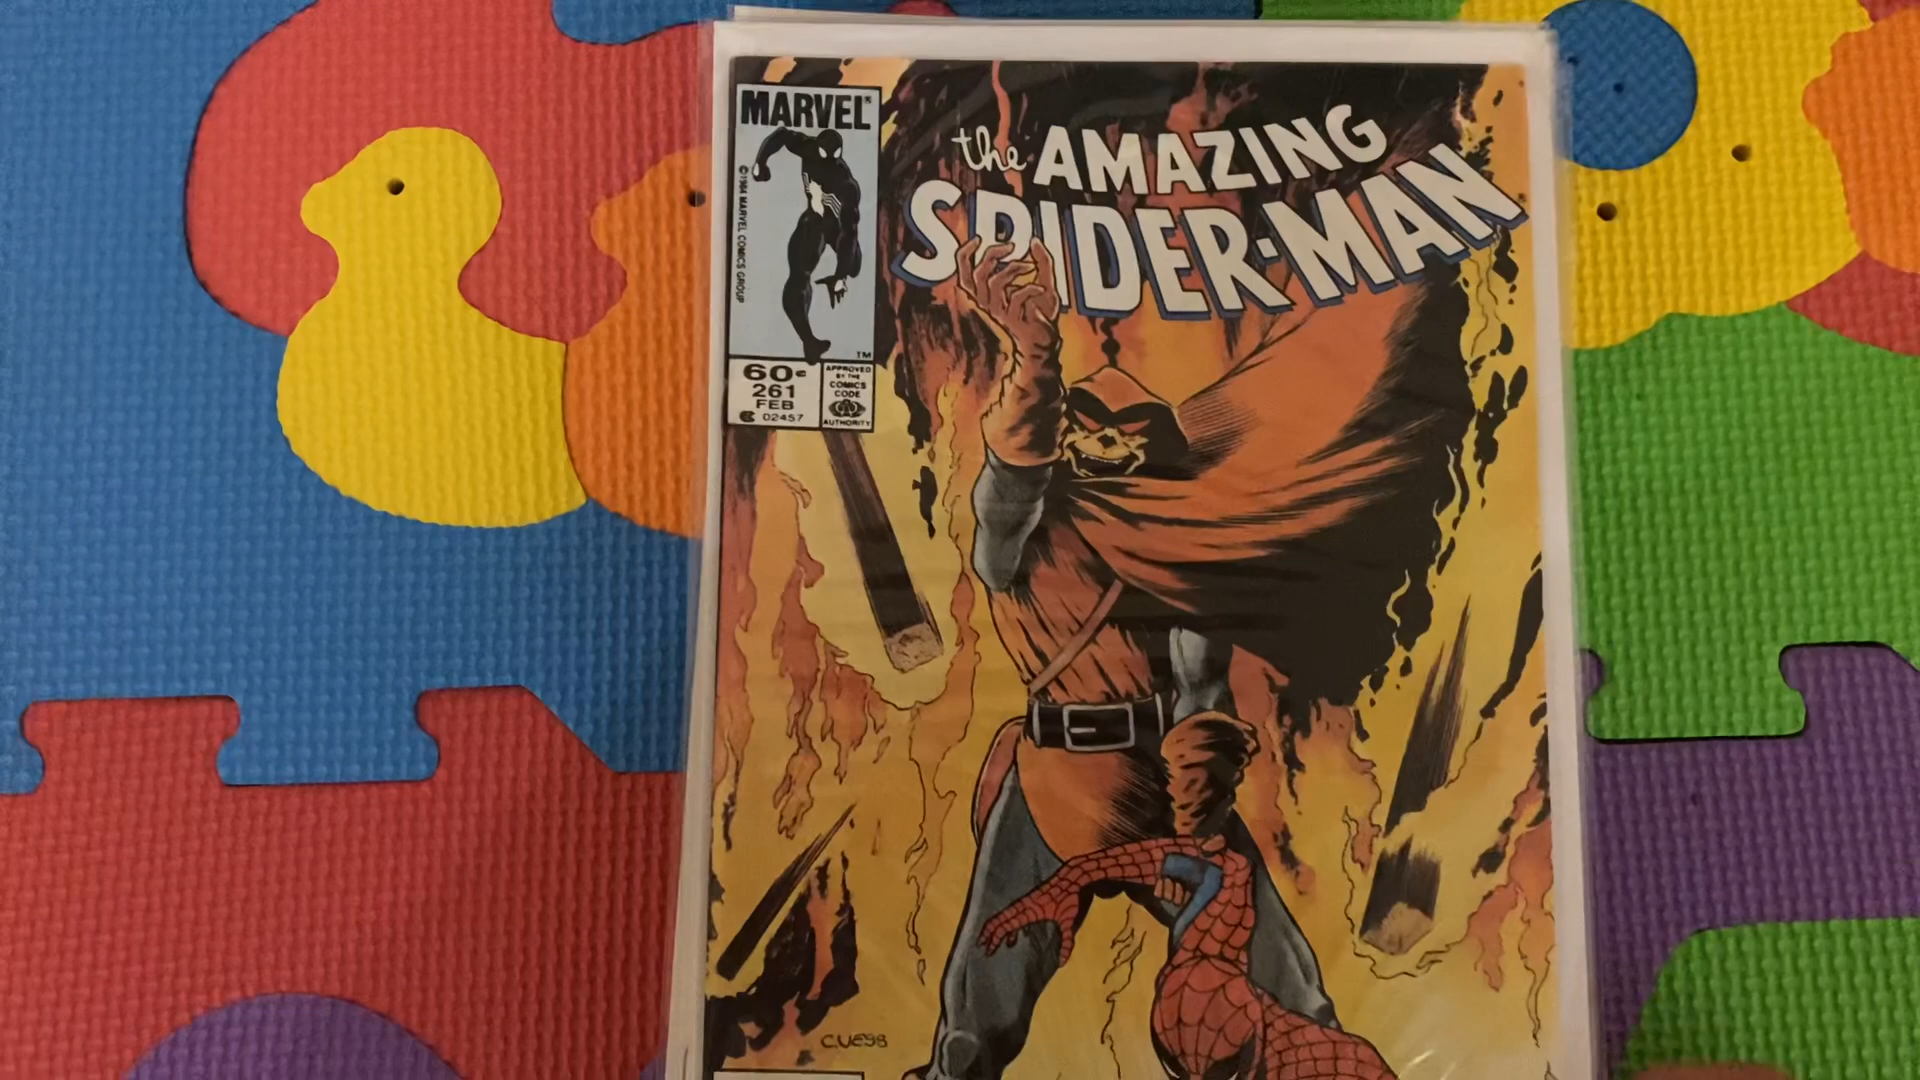 MARVEL®
the AMAZING
SPIDER-MAN
© 1984 MARVEL COMICS GROUP
TM
60¢
261
FEB
02457
APPROVED
BY THE
COMICS
CODE
AUTHORITY
C.VESS